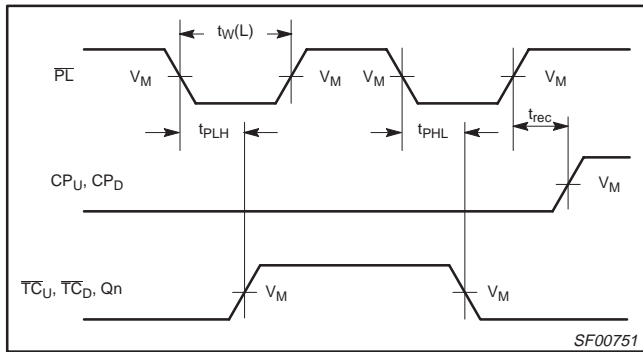 tW(L)
PL VM VM VM VM
tPLH tPHL trec
CPU, CPD VM
TCU, TCD, Qn VM VM
SF00751